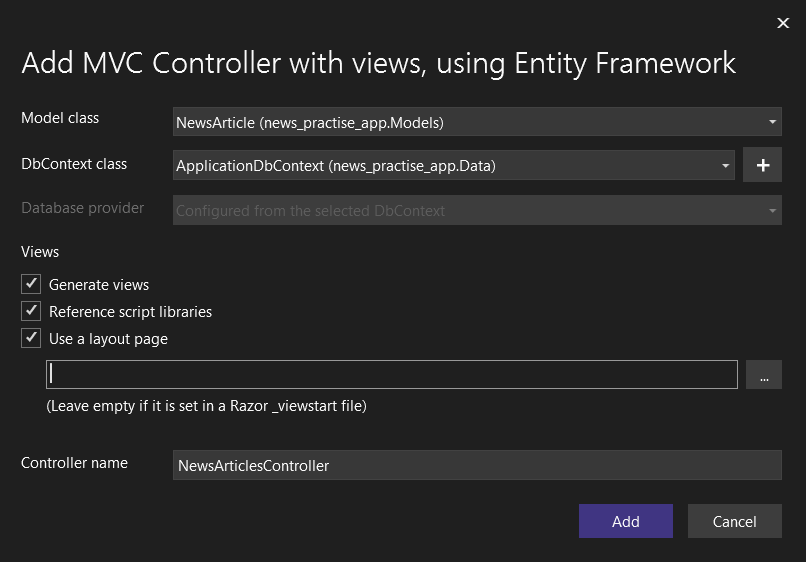 Add MVC Controller with views, using Entity Framework
Model class NewsArticle (news_practise_app.Models)
DbContext class ApplicationDbContext (news_practise_app.Data) +
Database provider Configured from the selected DbContext
Views
Generate views
Reference script libraries
Use a layout page
...
(Leave empty if it is set in a Razor _viewstart file)
Controller name NewsArticlesController
Add Cancel